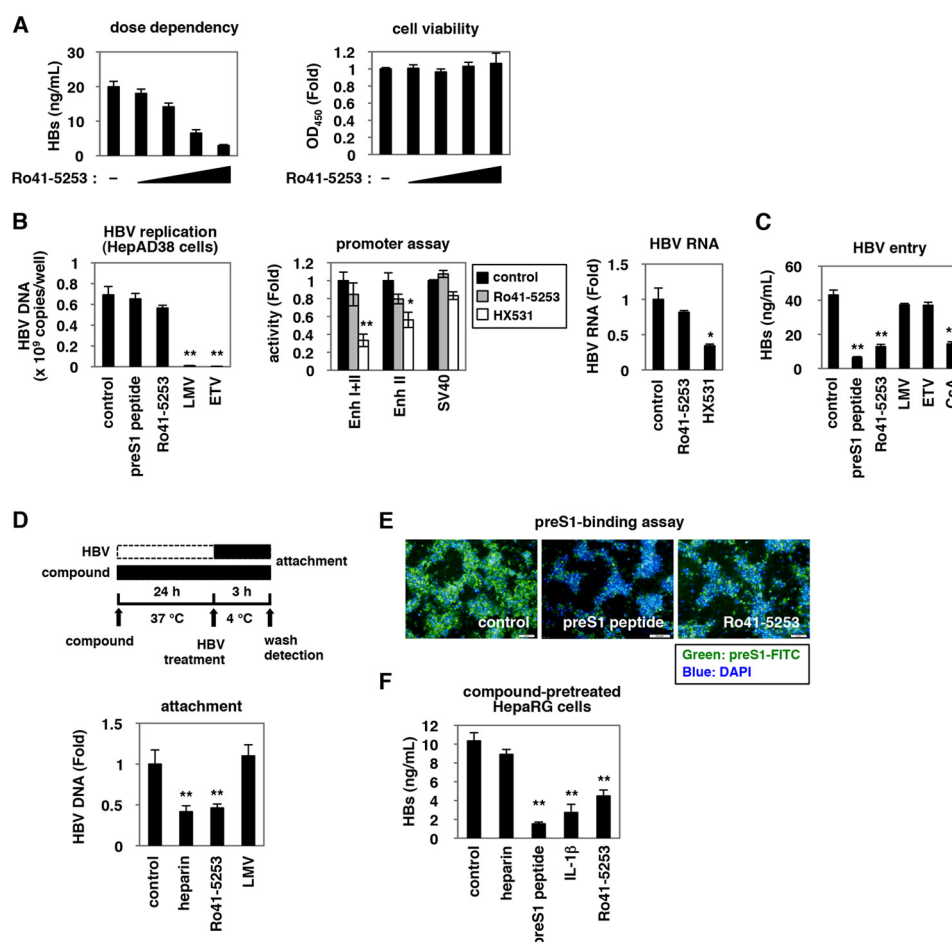 A
dose dependency
30
20
10
0
HBs (ng/mL)
Ro41-5253 : –
cell viability
1.2
1
0.8
0.6
0.4
0.2
0
OD450 (Fold)
Ro41-5253 : –
B
HBV replication
(HepAD38 cells)
1
0.8
0.6
0.4
0.2
0
HBV DNA
(x 10⁹ copies/well)
** **
control
preS1 peptide
Ro41-5253
LMV
ETV
promoter assay
1.2
1
0.8
0.6
0.4
0.2
0
activity (Fold)
**
*
Enh I+II
Enh II
SV40
control
Ro41-5253
HX531
HBV RNA
1.5
1
0.5
0
HBV RNA (Fold)
*
control
Ro41-5253
HX531
C
HBV entry
60
40
20
0
HBs (ng/mL)
**
**
control
preS1 peptide
Ro41-5253
LMV
ETV
D
HBV
compound
attachment
24 h
3 h
37 °C
4 °C
compound
HBV
treatment
wash
detection
attachment
1.5
1
0.5
0
HBV DNA (Fold)
** **
control
heparin
Ro41-5253
LMV
E
preS1-binding assay
control
preS1 peptide
Ro41-5253
Green: preS1-FITC
Blue: DAPI
F
compound-pretreated
HepaRG cells
12
10
8
6
4
2
0
HBs (ng/mL)
**
**
**
control
heparin
preS1 peptide
IL-1β
Ro41-5253